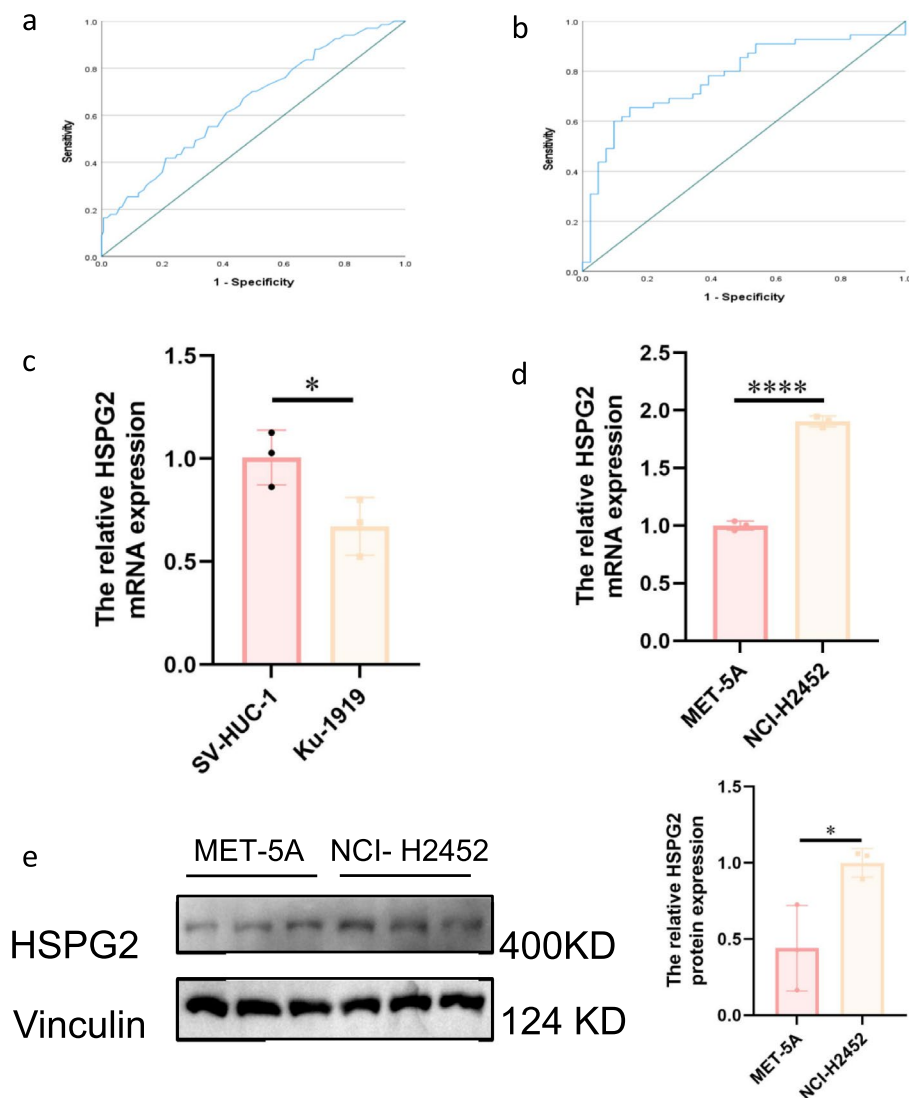 a
1.0
0.8
0.6
0.4
0.2
0.0
Sensitivity
0.0 0.2 0.4 0.6 0.8 1.0
1 - Specificity
b
1.0
0.8
0.6
0.4
0.2
0.0
Sensitivity
0.0 0.2 0.4 0.6 0.8 1.0
1 - Specificity
c
The relative HSPG2
mRNA expression
1.5
1.0
0.5
0.0
*
SV-HUC-1
Ku-1919
d
The relative HSPG2
mRNA expression
2.5
2.0
1.5
1.0
0.5
0.0
****
MET-5A
NCI-H2452
e
MET-5A NCI- H2452
HSPG2 400KD
Vinculin 124 KD
The relative HSPG2
protein expression
1.5
1.0
0.5
0.0
*
MET-5A
NCI-H2452